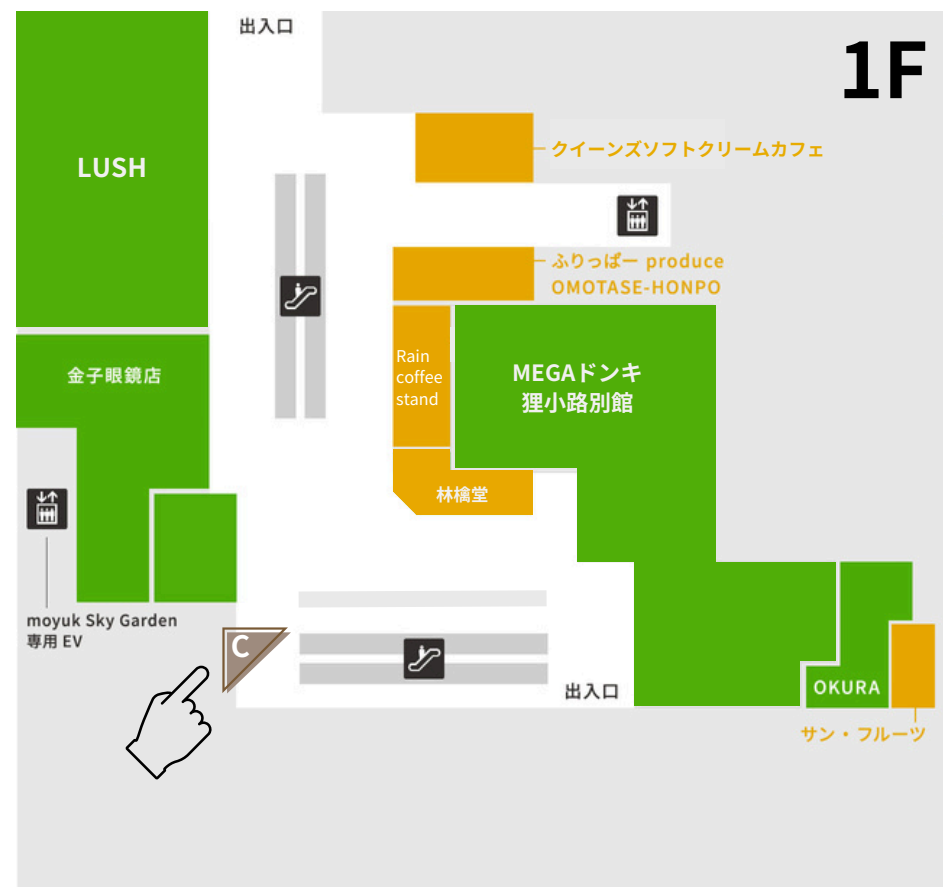 出入口
1F
クイーンズソフトクリームカフェ
LUSH
ふりっぱー produce
OMOTASE-HONPO
Rain
coffee
stand
MEGAドンキ
狸小路別館
金子眼鏡店
林檎堂
moyuk Sky Garden
専用 EV
C
出入口
OKURA
サン・フルーツ